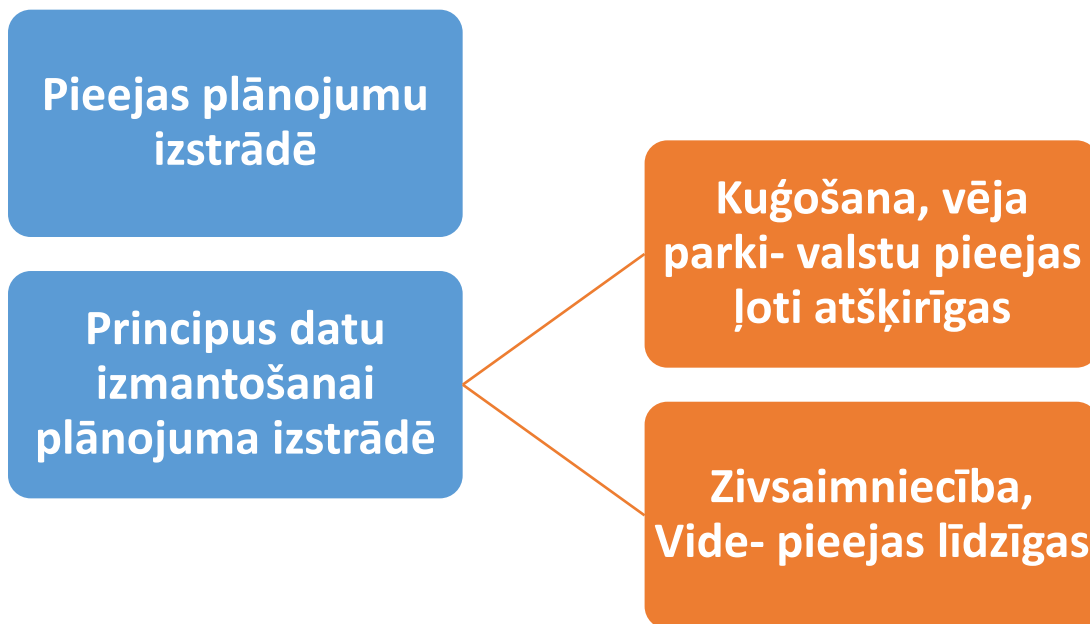 Pieejas plānojumu
izstrādē
Principus datu
izmantošanai
plānojuma izstrādē
Kuģošana, vēja
parki- valstu pieejas
ļoti atšķirīgas
Zivsaimniecība,
Vide- pieejas līdzīgas